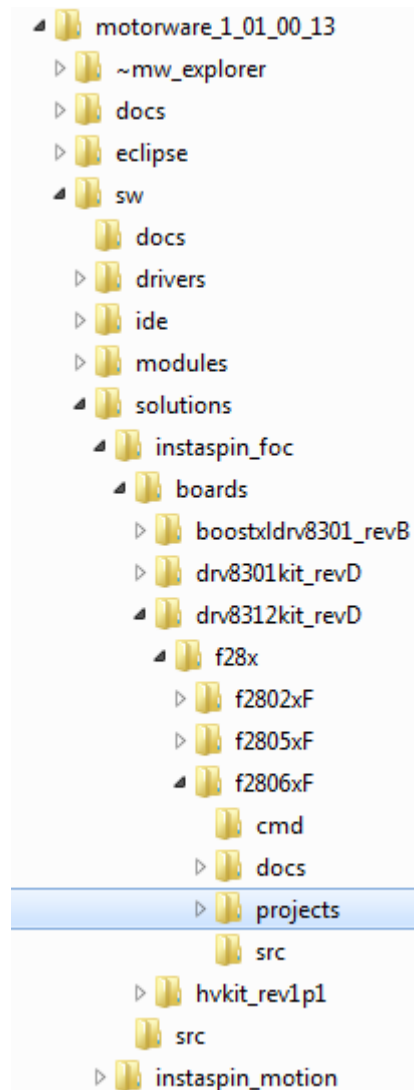 motorware_1_01_00_13
~mw_explorer
docs
eclipse
sw
docs
drivers
ide
modules
solutions
instaspin_foc
boards
boostxldrv8301_revB
drv8301kit_revD
drv8312kit_revD
f28x
f2802xF
f2805xF
f2806xF
cmd
docs
projects
src
hvkit_rev1p1
src
instaspin_motion